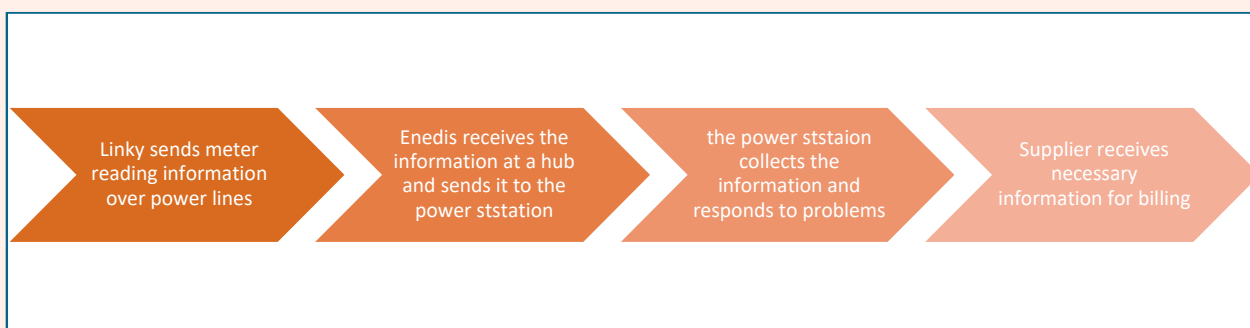 Linky sends meter
reading information
over power lines
Enedis receives the
information at a hub
and sends it to the
power ststation
the power ststaion
collects the
information and
responds to problems
Supplier receives
necessary
information for billing